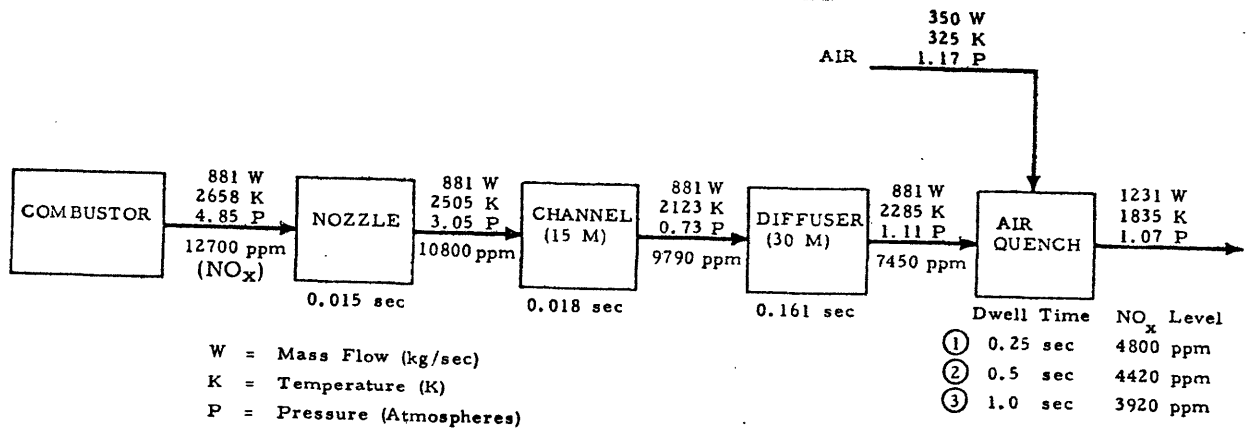 350 W
325 K
AIR 1.17 P
COMBUSTOR
881 W
2658 K
4.85 P
12700 ppm
(NOx)
NOZZLE
0.015 sec
881 W
2505 K
3.05 P
10800 ppm
CHANNEL
(15 M)
0.018 sec
881 W
2123 K
0.73 P
9790 ppm
DIFFUSER
(30 M)
0.161 sec
881 W
2285 K
1.11 P
7450 ppm
AIR
QUENCH
1231 W
1835 K
1.07 P
Dwell Time NOx Level
① 0.25 sec 4800 ppm
② 0.5 sec 4420 ppm
③ 1.0 sec 3920 ppm
W = Mass Flow (kg/sec)
K = Temperature (K)
P = Pressure (Atmospheres)